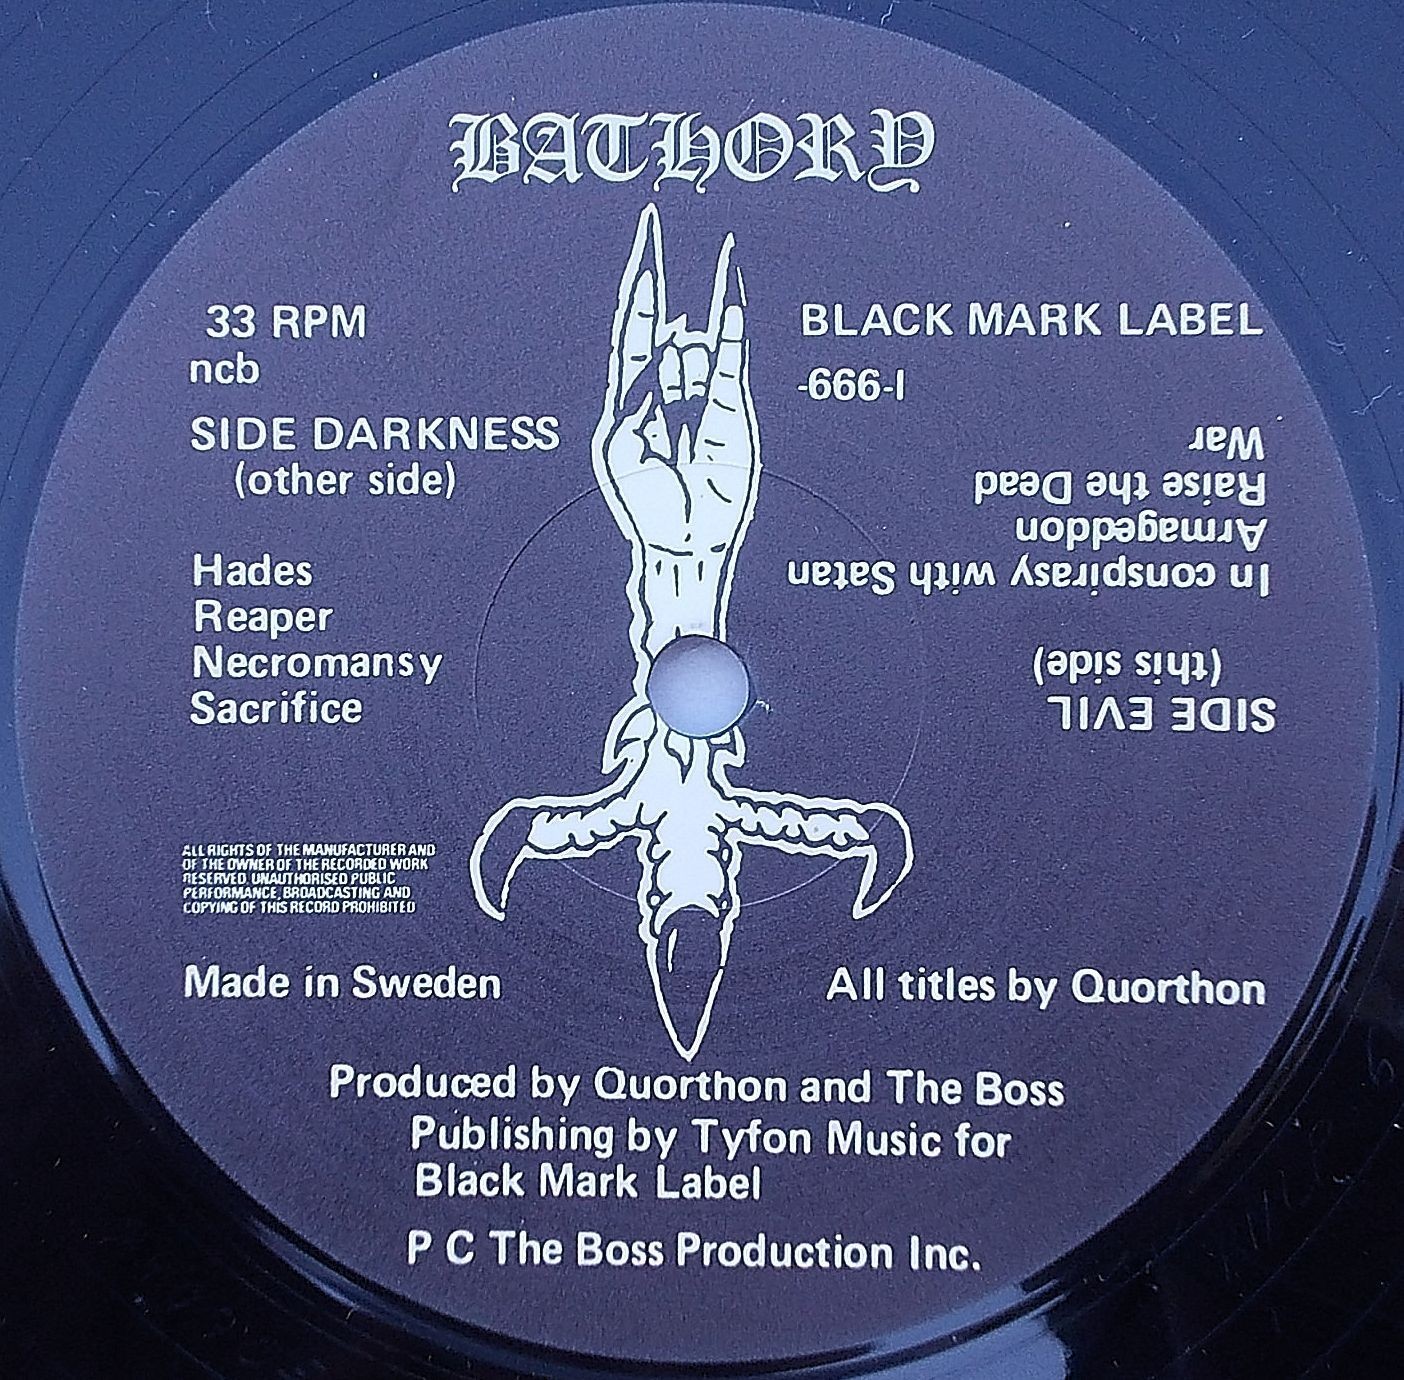 BATHORY
33 RPM
ncb
SIDE DARKNESS
(other side)
Hades
Reaper
Necromansy
Sacrifice
ALL RIGHTS OF THE MANUFACTURER AND
OF THE OWNER OF THE RECORDED WORK
RESERVED. UNAUTHORISED PUBLIC
PERFORMANCE, BROADCASTING AND
COPYING OF THIS RECORD PROHIBITED
Made in Sweden
BLACK MARK LABEL
-666-I
SIDE EVIL
(this side)
In conspirasy with Satan
Armageddon
Raise the Dead
War
All titles by Quorthon
Produced by Quorthon and The Boss
Publishing by Tyfon Music for
Black Mark Label
P C The Boss Production Inc.